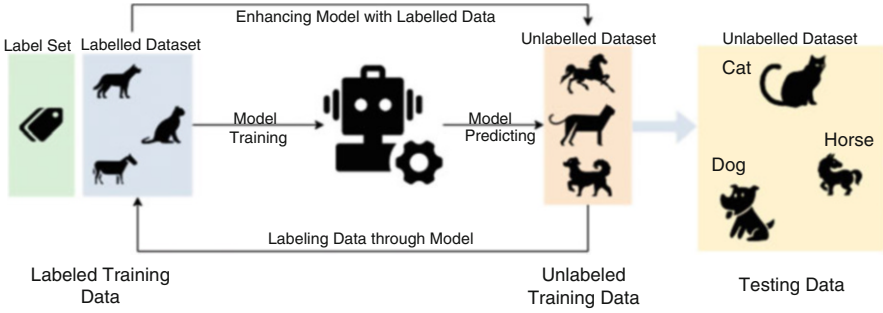 Enhancing Model with Labelled Data
Label Set
Labelled Dataset
Unlabelled Dataset
Unlabelled Dataset
Cat
Model
Training
Model
Predicting
Horse
Dog
Labeling Data through Model
Labeled Training
Data
Unlabeled
Training Data
Testing Data